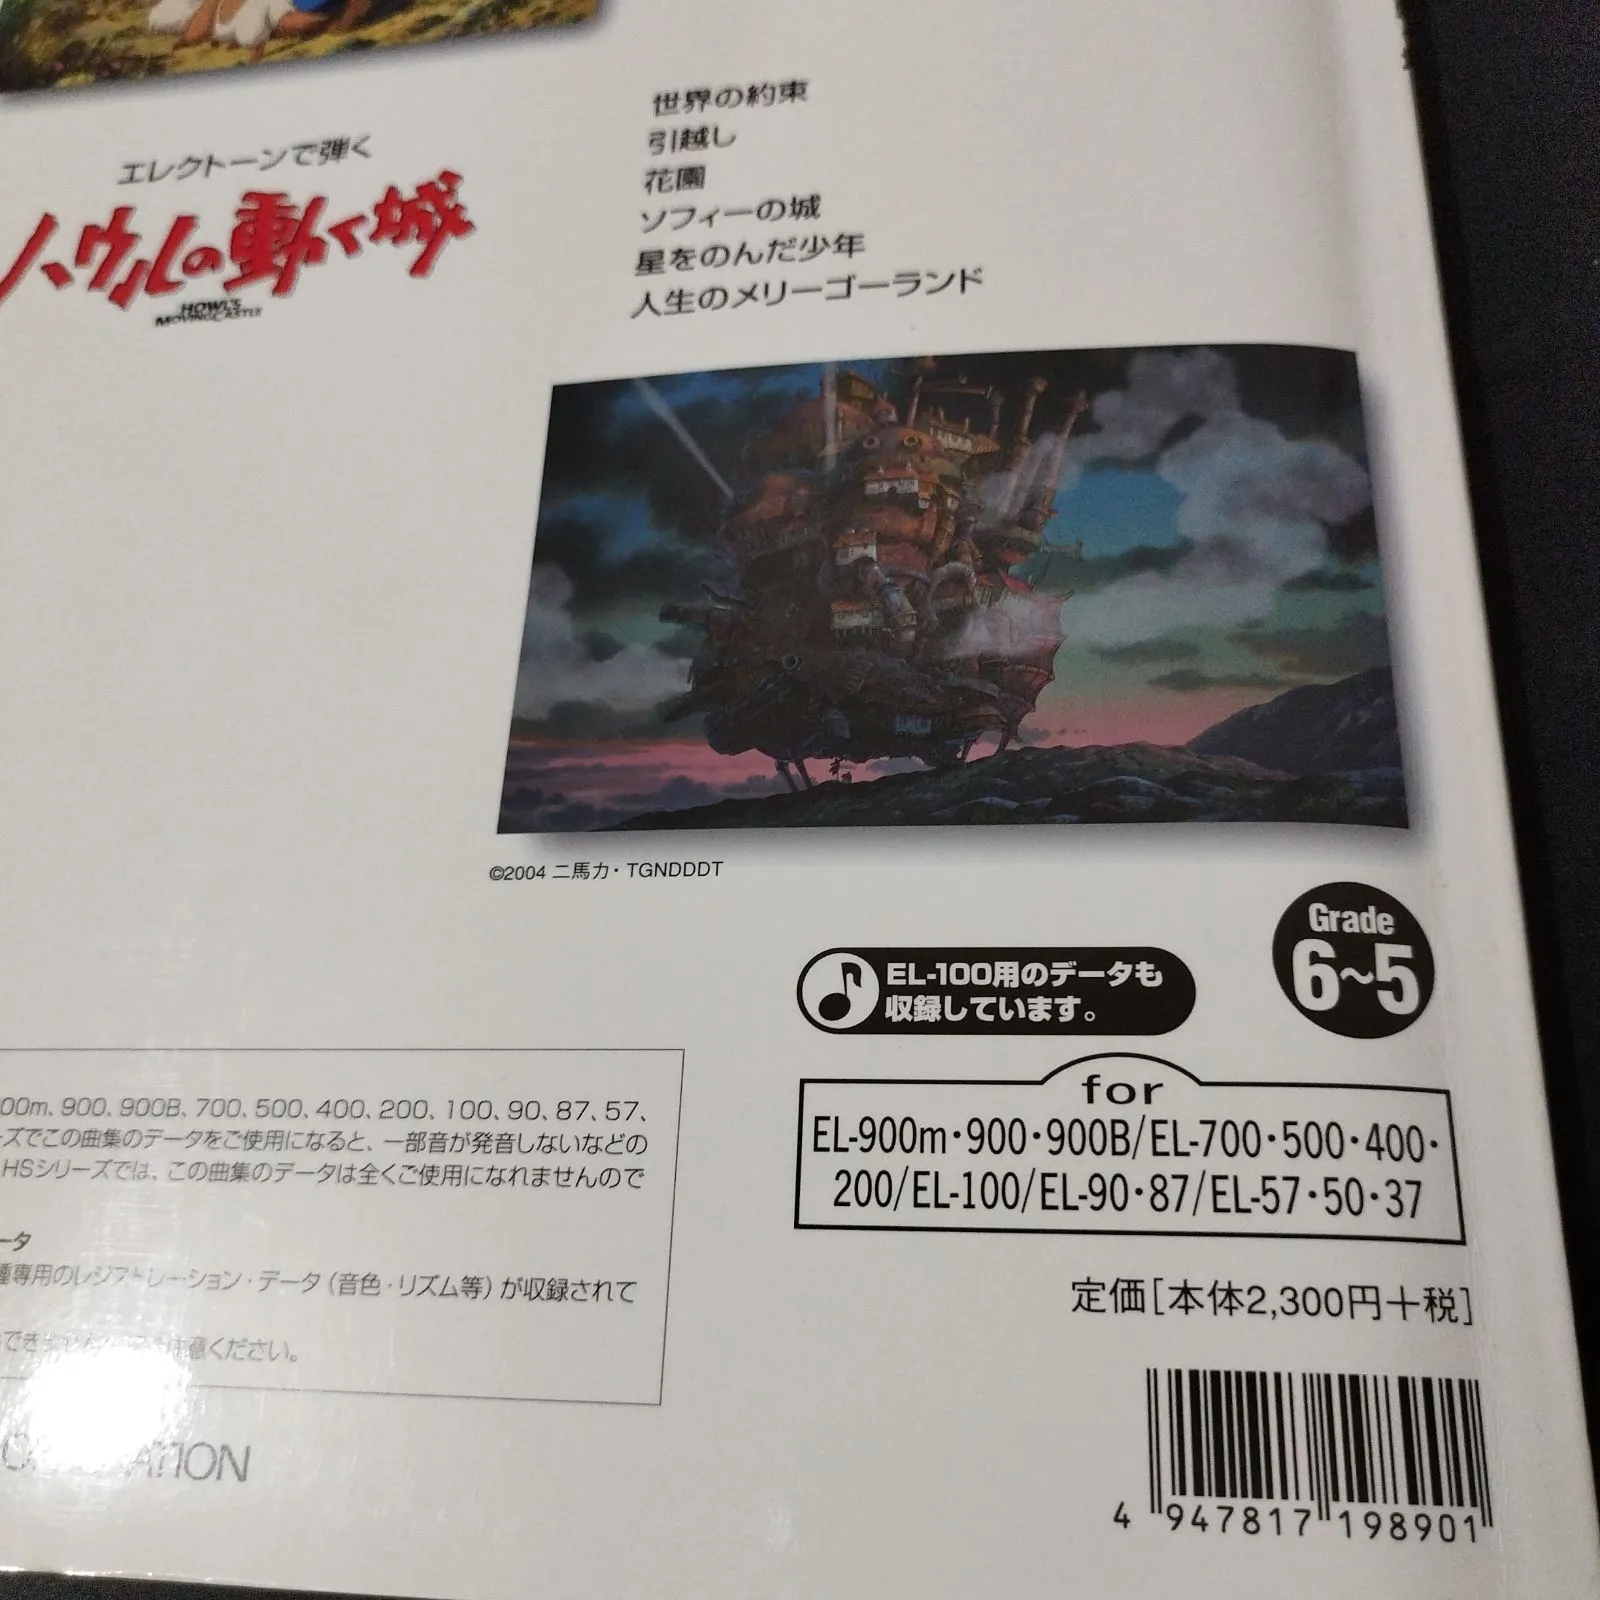 エレクトーンで弾く
ハウルの動く城
HOWL'S
MOVING CASTLE
世界の約束
引越し
花園
ソフィーの城
星をのんだ少年
人生のメリーゴーランド
©2004 二馬力・TGNDDDT
Grade
6~5
EL-100用のデータも
収録しています。
for
EL-900m・900・900B/EL-700・500・400・
200/EL-100/EL-90・87/EL-57・50・37
00m、900、900B、700、500、400、200、100、90、87、57、
ーズでこの曲集のデータをご使用になると、一部音が発音しないなどの
HSシリーズでは、この曲集のデータは全くご使用になれませんので
ータ
種専用のレジストレーション・データ(音色・リズム等)が収録されて
意ください。
定価[本体2,300円+税]
ATION
4 947817 198901